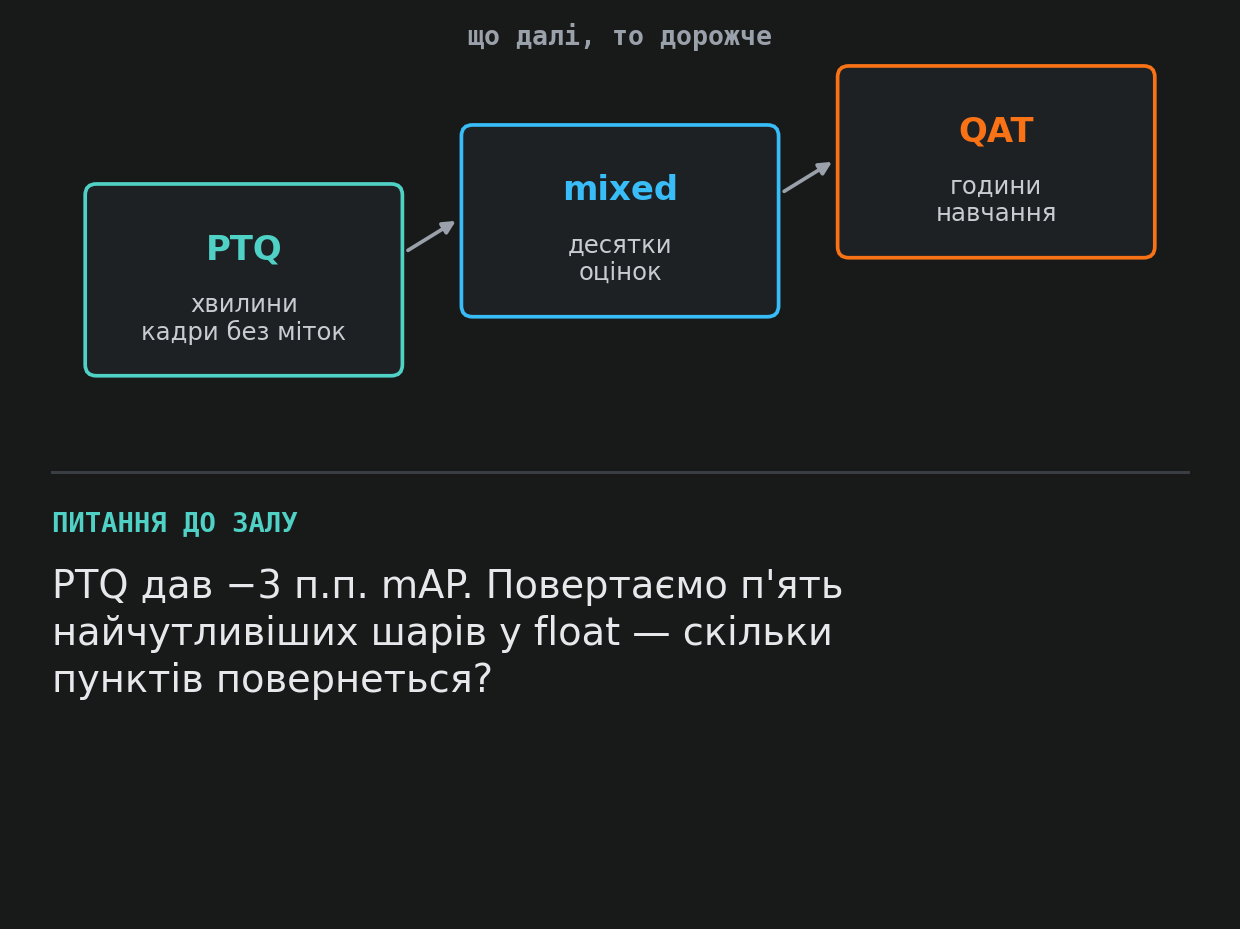 що далі, то дорожче
PTQ
хвилини
кадри без міток
mixed
десятки
оцінок
QAT
години
навчання
ПИТАННЯ ДО ЗАЛУ
PTQ дав −3 п.п. mAP. Повертаємо п'ять
найчутливіших шарів у float — скільки
пунктів повернеться?